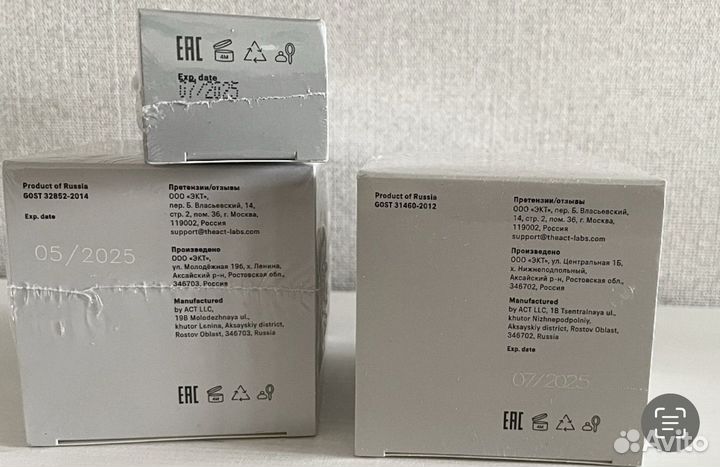 EAC
4M
Exp. date
07/2025
Product of Russia
GOST 32852-2014
Exp. date
05/2025
Претензии/отзывы
ООО «ЭКТ»,
пер. Б. Власьевский, 14,
стр. 2, пом. 36, г. Москва,
119002, Россия
support@theact-labs.com
Произведено
ООО «ЭКТ»,
ул. Молодёжная 19б, х. Ленина,
Аксайский р-н, Ростовская обл.,
346703, Россия
Manufactured
by ACT LLC,
19B Molodezhnaya ul.,
khutor Lenina, Aksayskiy district,
Rostov Oblast, 346703, Russia
EAC
4M
Product of Russia
GOST 31460-2012
Претензии/отзывы
ООО «ЭКТ»,
пер. Б. Власьевский,
14, стр. 2, пом. 36, г. Москва,
119002, Россия
support@theact-labs.com
Произведено
ООО «ЭКТ», ул. Центральная 1Б,
х. Нижнеподпольный,
Аксайский р-н, Ростовская обл.,
346702, Россия
Manufactured
by ACT LLC, 1B Tsentralnaya ul.,
khutor Nizhnepodpolniy,
Aksayskiy district, Rostov Oblast,
346702, Russia
Exp. date
07/2025
EAC
4M
Avito